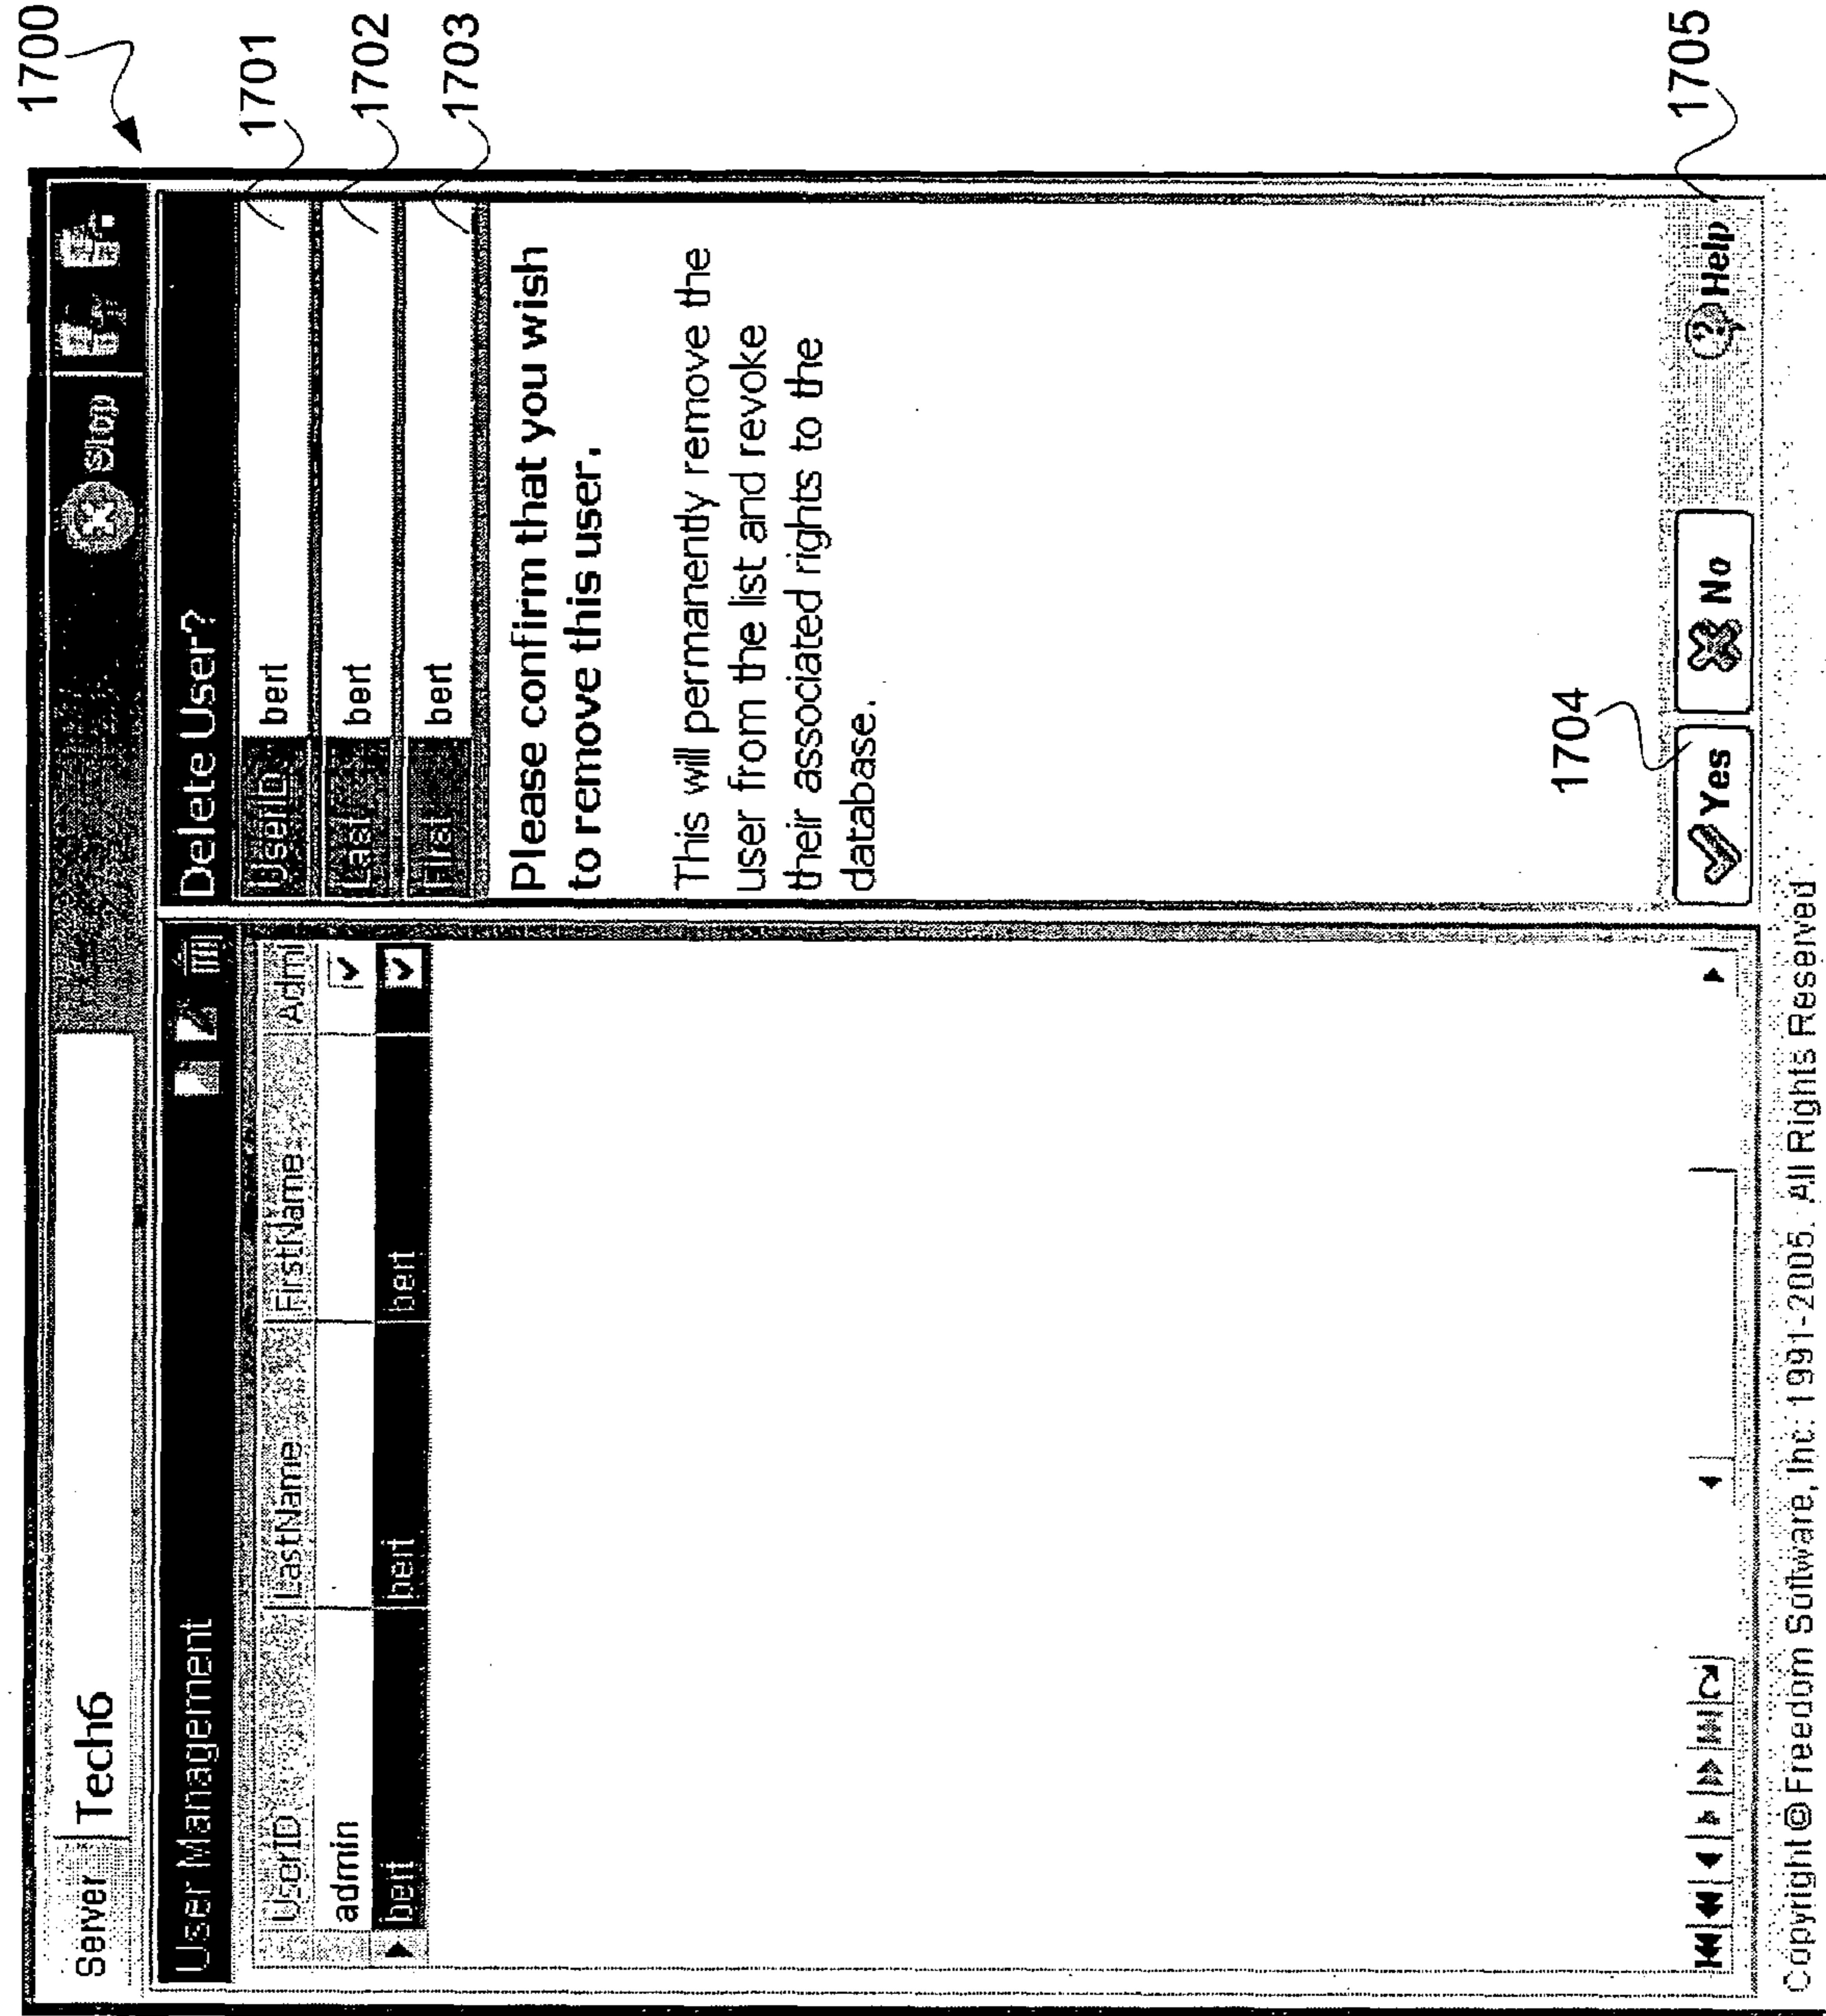 1700
Server Tech6 Stop
User Management
UserID LastName FirstName Admi
admin
bert bert bert
Delete User?
UserID bert 1701
Last bert 1702
First bert 1703
Please confirm that you wish
to remove this user.
This will permanently remove the
user from the list and revoke
their associated rights to the
database.
1704
Yes No Help 1705
Copyright © Freedom Software, Inc. 1991-2005. All Rights Reserved